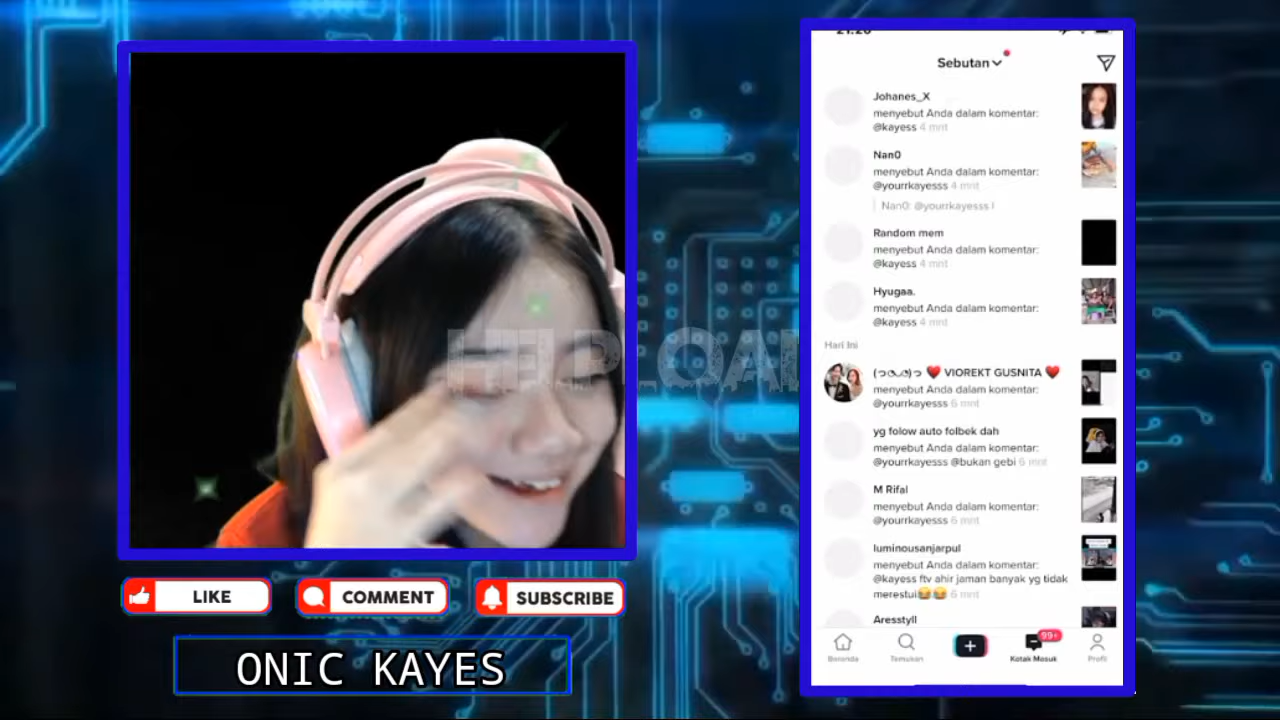 21:20
Sebutan
Johanes_X
menyebut Anda dalam komentar:
@kayess 4 mnt
Nan0
menyebut Anda dalam komentar:
@yourrkayesss 4 mnt
Nan0: @yourrkayesss l
Random mem
menyebut Anda dalam komentar:
@kayess 4 mnt
Hyugaa.
menyebut Anda dalam komentar:
@kayess 4 mnt
Hari Ini
(っ◔◡◔)っ ❤️ VIOREKT GUSNITA ❤️
menyebut Anda dalam komentar:
@yourrkayesss 6 mnt
yg folow auto folbek dah
menyebut Anda dalam komentar:
@yourrkayesss @bukan gebi 6 mnt
M Rifal
menyebut Anda dalam komentar:
@yourrkayesss 6 mnt
luminousanjarpul
menyebut Anda dalam komentar:
@kayess ftv ahir jaman banyak yg tidak
merestui😂😂 6 mnt
Aresstyll
99+
Beranda
Temukan
Kotak Masuk
Profil
LIKE
COMMENT
SUBSCRIBE
ONIC KAYES